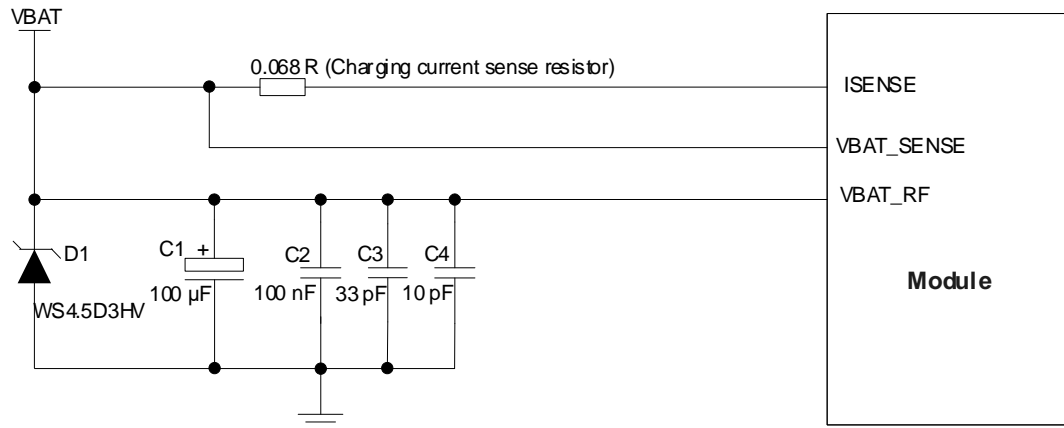 VBAT
0.068 R (Charging current sense resistor)
ISENSE
VBAT_SENSE
VBAT_RF
D1
C1
+
C2
C3
C4
Module
100 µF
100 nF
33 pF
10 pF
WS4.5D3HV